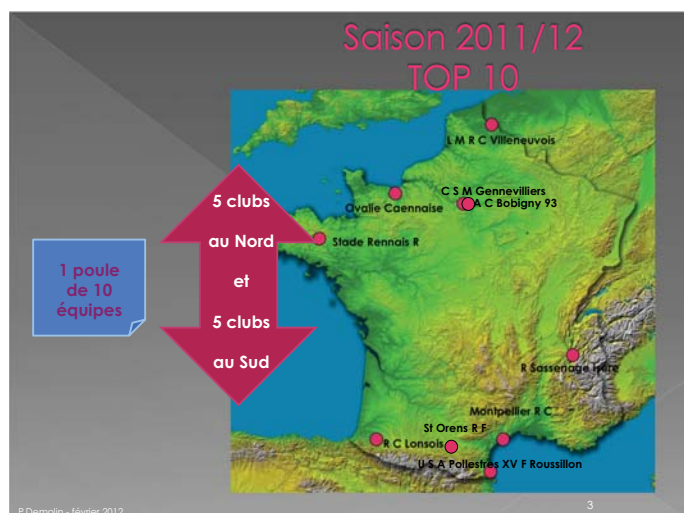 Saison 2011/12
TOP 10
L M R C Villeneuvois
C S M Gennevilliers
A C Bobigny 93
Ovalie Caennaise
Stade Rennais R
5 clubs
au Nord
et
5 clubs
au Sud
1 poule
de 10
équipes
R Sassenage Isère
Montpellier R C
St Orens R F
R C Lonsois
U S A Pollestres XV F Roussillon
P Demolin - février 2012
3